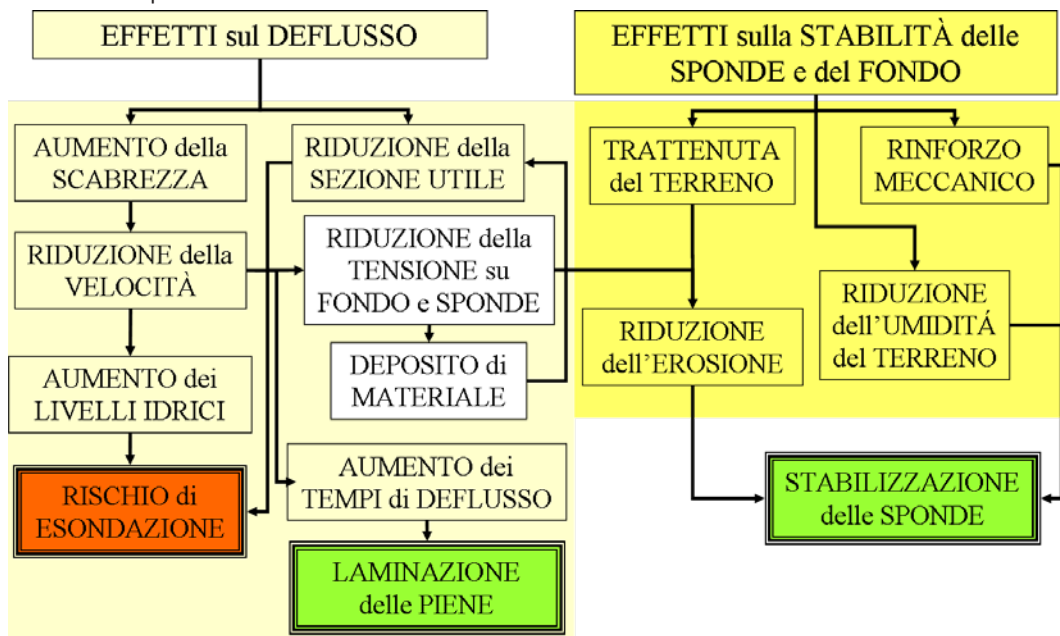 EFFETTI sul DEFLUSSO
EFFETTI sulla STABILITÀ delle
SPONDE e del FONDO
AUMENTO della
SCABREZZA
RIDUZIONE della
SEZIONE UTILE
TRATTENUTA
del TERRENO
RINFORZO
MECCANICO
RIDUZIONE della
VELOCITÀ
RIDUZIONE della
TENSIONE su
FONDO e SPONDE
RIDUZIONE
dell'EROSIONE
RIDUZIONE
dell'UMIDITÁ
del TERRENO
AUMENTO dei
LIVELLI IDRICI
DEPOSITO di
MATERIALE
RISCHIO di
ESONDAZIONE
AUMENTO dei
TEMPI di DEFLUSSO
STABILIZZAZIONE
delle SPONDE
LAMINAZIONE
delle PIENE